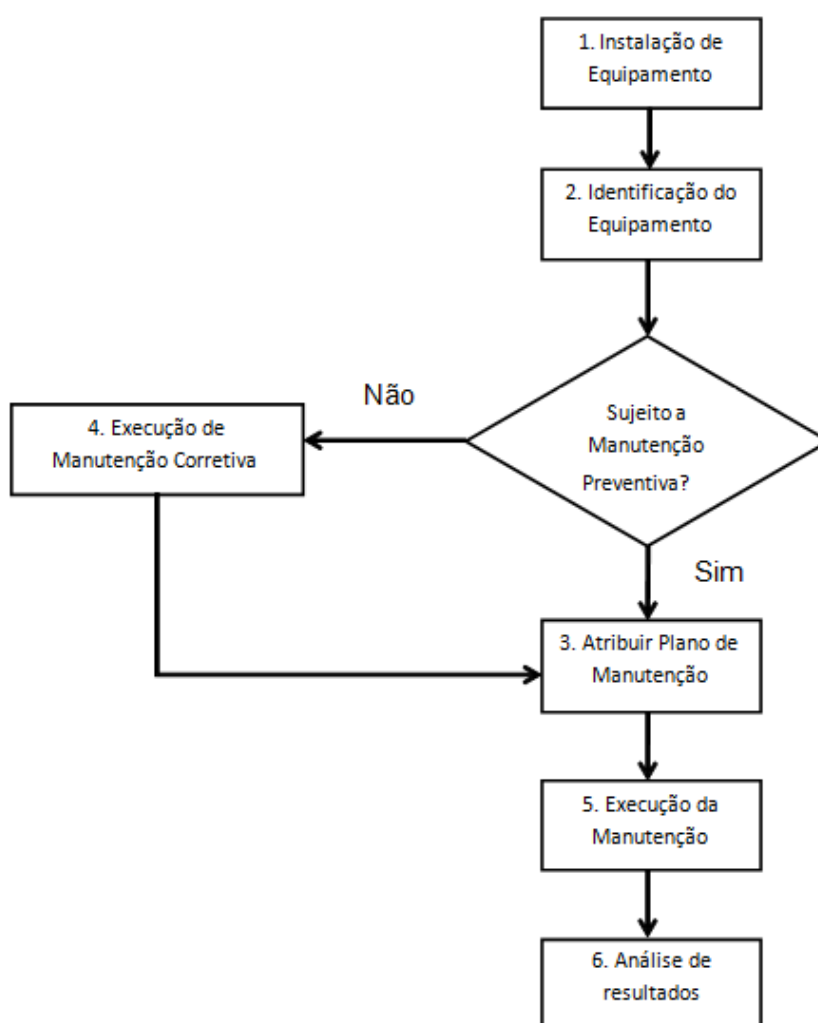 1. Instalação de
Equipamento
2. Identificação do
Equipamento
Não
Sujeito a
Manutenção
Preventiva?
4. Execução de
Manutenção Corretiva
Sim
3. Atribuir Plano de
Manutenção
5. Execução da
Manutenção
6. Análise de
resultados